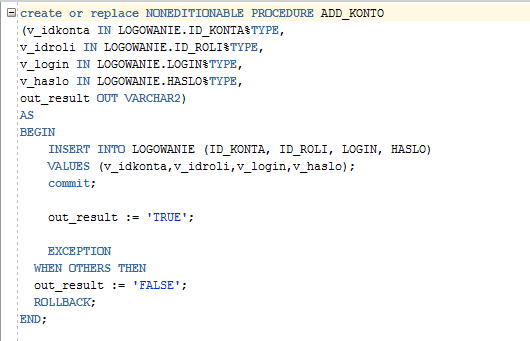 create or replace NONEDITIONABLE PROCEDURE ADD_KONTO
(v_idkonta IN LOGOWANIE.ID_KONTA%TYPE,
v_idroli IN LOGOWANIE.ID_ROLI%TYPE,
v_login IN LOGOWANIE.LOGIN%TYPE,
v_haslo IN LOGOWANIE.HASLO%TYPE,
out_result OUT VARCHAR2)
AS
BEGIN
    INSERT INTO LOGOWANIE (ID_KONTA, ID_ROLI, LOGIN, HASLO)
    VALUES (v_idkonta,v_idroli,v_login,v_haslo);
    commit;

    out_result := 'TRUE';

    EXCEPTION
  WHEN OTHERS THEN
  out_result := 'FALSE';
  ROLLBACK;
END;